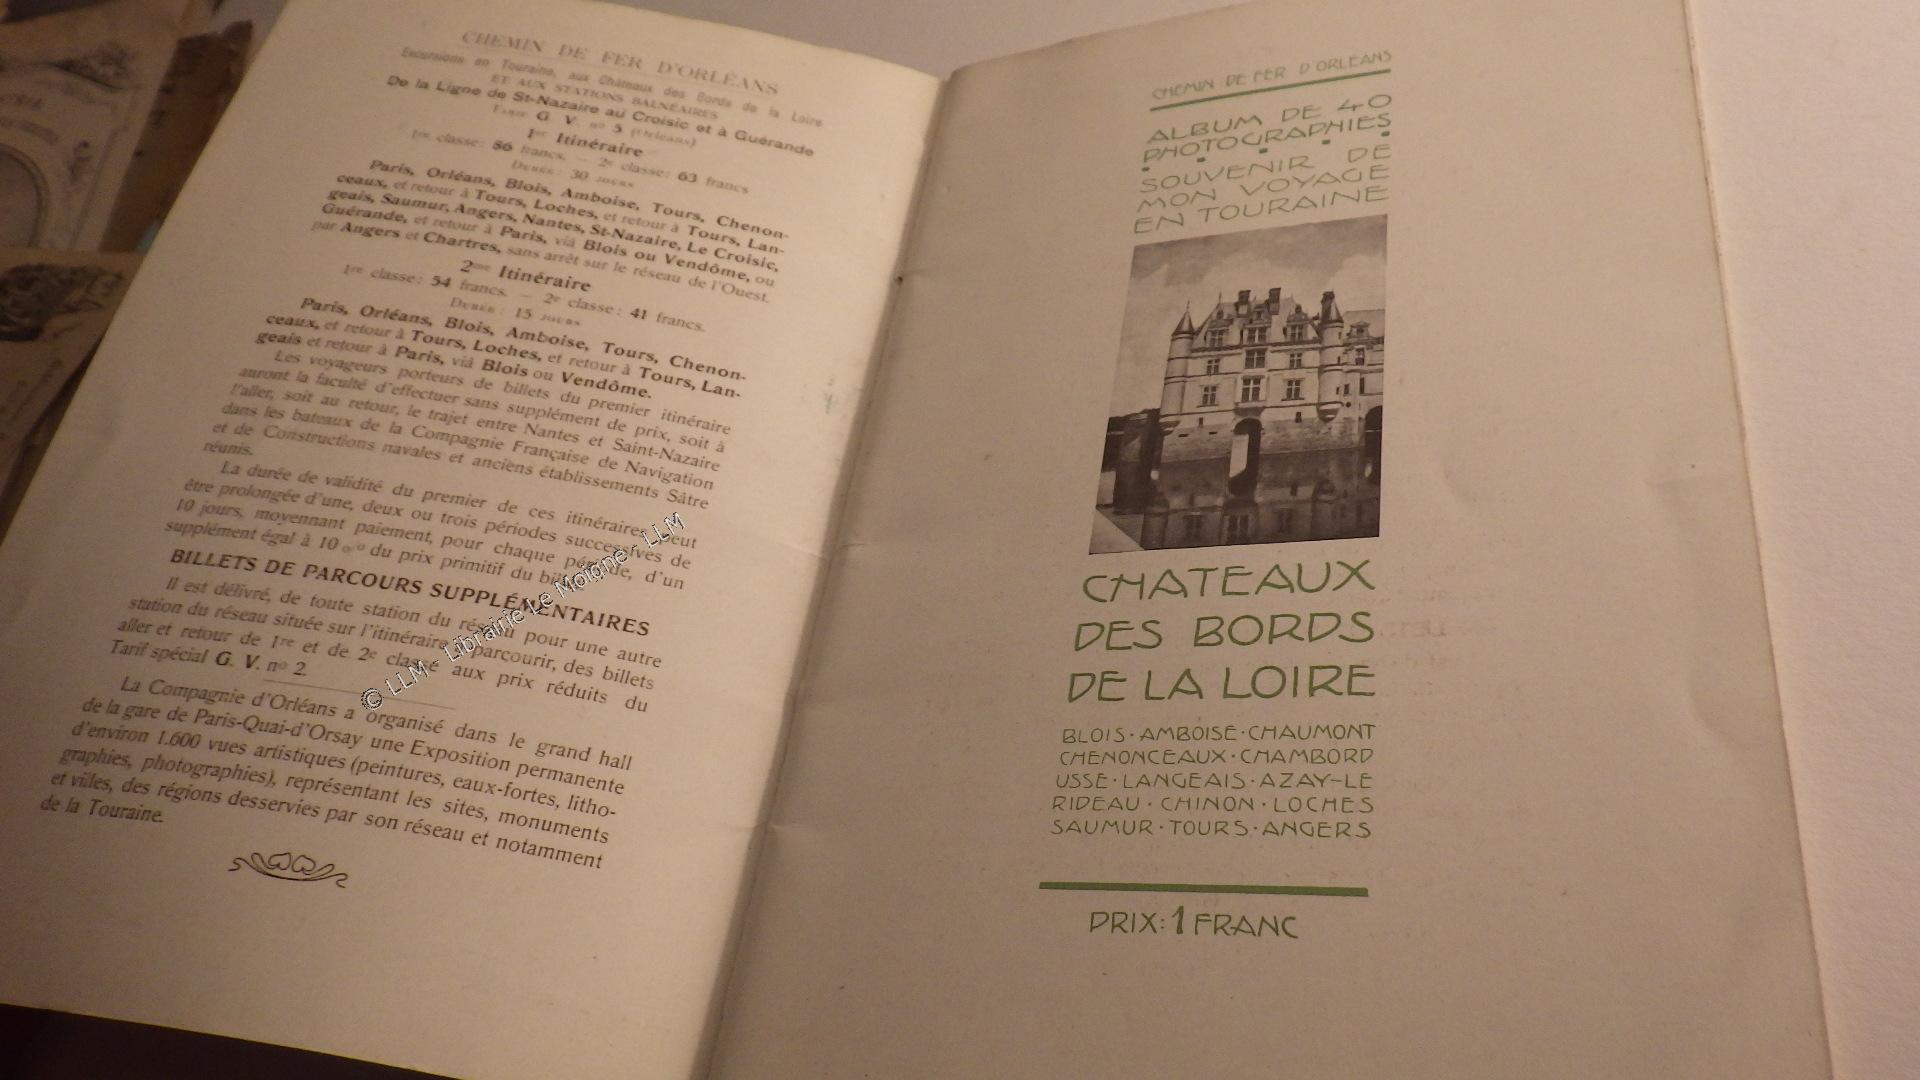 CHEMIN DE FER D'ORLÉANS
Excursions en Touraine, aux Châteaux des Bords de la Loire
ET AUX STATIONS BALNÉAIRES
De la Ligne de St-Nazaire au Croisic et à Guérande
TARIF G. V. nº 5 (Orléans)
1er Itinéraire
1re classe: 86 francs. — 2e classe: 63 francs
DURÉE: 30 JOURS
Paris, Orléans, Blois, Amboise, Tours, Chenon-
ceaux, et retour à Tours, Loches, et retour à Tours, Lan-
geais, Saumur, Angers, Nantes, St-Nazaire, Le Croisic,
Guérande, et retour à Paris, viâ Blois ou Vendôme, ou
par Angers et Chartres, sans arrêt sur le réseau de l'Ouest.
2me Itinéraire
1re classe: 54 francs. — 2e classe: 41 francs.
DURÉE: 15 JOURS
Paris, Orléans, Blois, Amboise, Tours, Chenon-
ceaux, et retour à Tours, Loches, et retour à Tours, Lan-
geais et retour à Paris, viâ Blois ou Vendôme.
Les voyageurs porteurs de billets du premier itinéraire
auront la faculté d'effectuer sans supplément de prix, soit à
l'aller, soit au retour, le trajet entre Nantes et Saint-Nazaire
dans les bateaux de la Compagnie Française de Navigation
et de Constructions navales et anciens établissements Sâtre
réunis.
La durée de validité du premier de ces itinéraires peut
être prolongée d'une, deux ou trois périodes successives de
10 jours, moyennant paiement, pour chaque période, d'un
supplément égal à 10 o/o du prix primitif du billet.
BILLETS DE PARCOURS SUPPLÉMENTAIRES
Il est délivré, de toute station du réseau pour une autre
station du réseau située sur l'itinéraire à parcourir, des billets
aller et retour de 1re et de 2e classe aux prix réduits du
Tarif spécial G. V. nº 2.
La Compagnie d'Orléans a organisé dans le grand hall
de la gare de Paris-Quai-d'Orsay une Exposition permanente
d'environ 1.600 vues artistiques (peintures, eaux-fortes, litho-
graphies, photographies), représentant les sites, monuments
et villes, des régions desservies par son réseau et notamment
de la Touraine.
© LLM - Librairie Le Moigne - LLM
CHEMIN DE FER D'ORLEANS
ALBUM DE 40
PHOTOGRAPHIES
SOUVENIR DE
MON VOYAGE
EN TOURAINE
CHATEAUX
DES BORDS
DE LA LOIRE
BLOIS · AMBOISE · CHAUMONT
CHENONCEAUX · CHAMBORD
USSE · LANGEAIS · AZAY-LE
RIDEAU · CHINON · LOCHES
SAUMUR · TOURS · ANGERS
PRIX: 1 FRANC